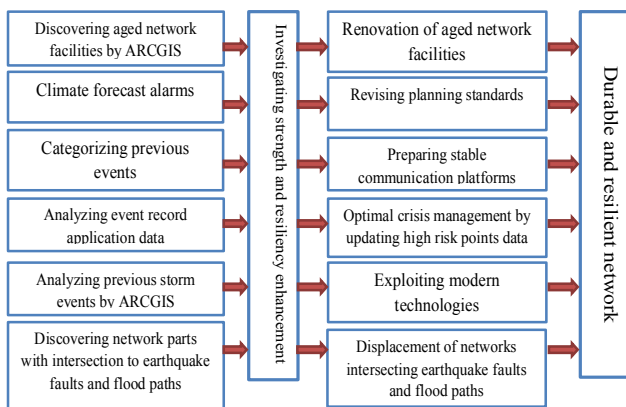 Discovering aged network
facilities by ARCGIS
Climate forecast alarms
Categorizing previous
events
Analyzing event record
application data
Analyzing previous storm
events by ARCGIS
Discovering network parts
with intersection to earthquake
faults and flood paths
Investigating strength and resiliency enhancement
Renovation of aged network
facilities
Revising planning standards
Preparing stable
communication platforms
Optimal crisis management by
updating high risk points data
Exploiting modern
technologies
Displacement of networks
intersecting earthquake faults
and flood paths
Durable and resilient network